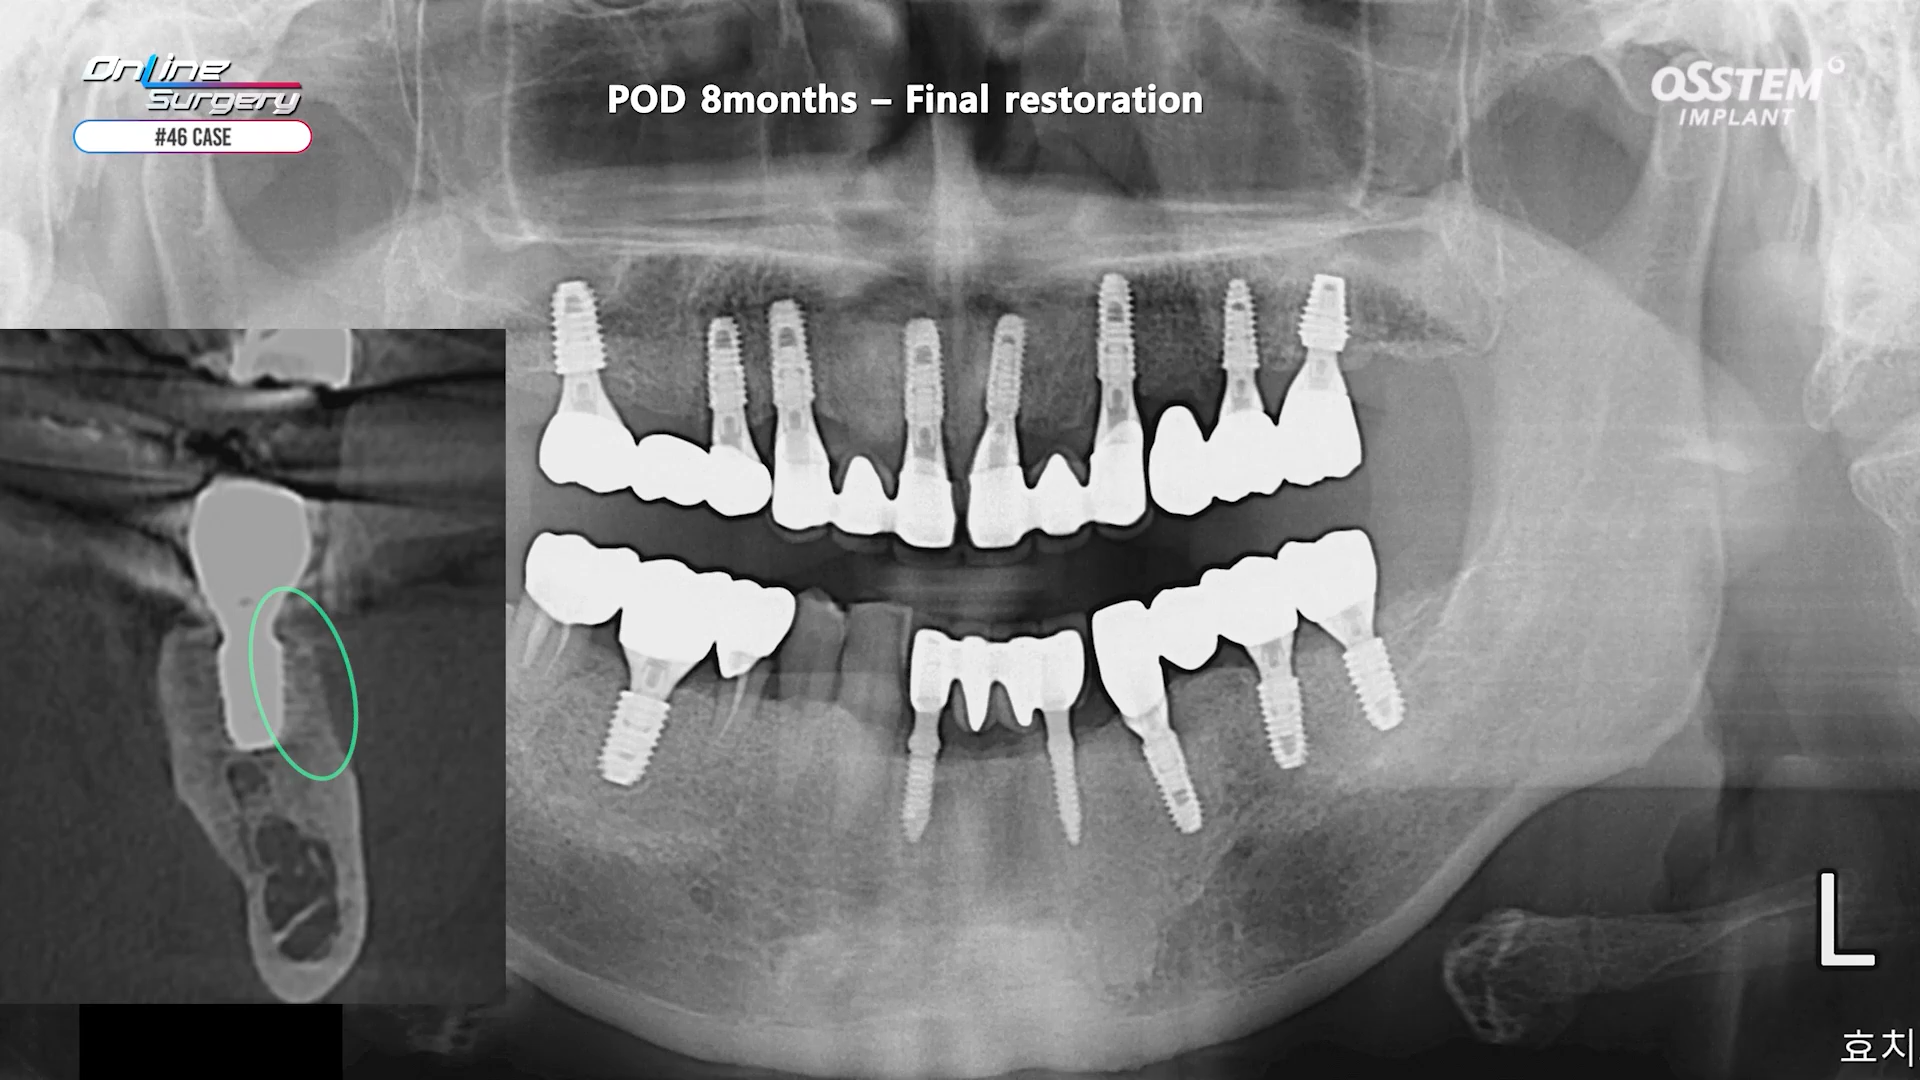 OnLine
Surgery
#46 CASE
POD 8months – Final restoration
OSSTEM
IMPLANT
L
효치